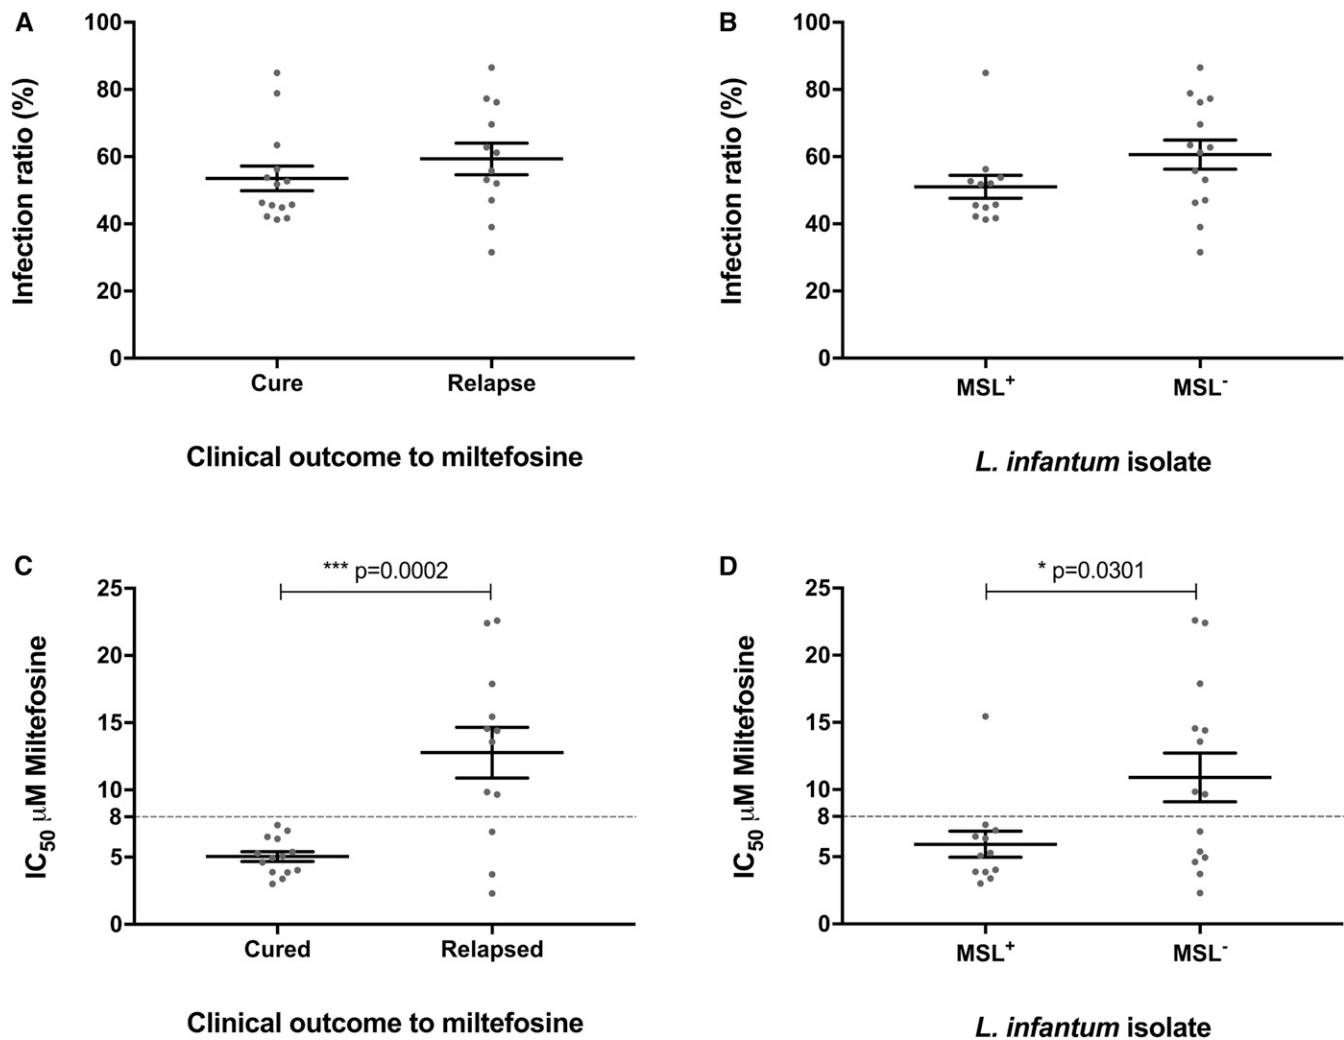 A
Infection ratio (%)
100
80
60
40
20
0
Cure Relapse
Clinical outcome to miltefosine
B
Infection ratio (%)
100
80
60
40
20
0
MSL⁺ MSL⁻
L. infantum isolate
C
*** p=0.0002
IC₅₀ μM Miltefosine
25
20
15
10
8
5
0
Cured Relapsed
Clinical outcome to miltefosine
D
* p=0.0301
IC₅₀ μM Miltefosine
25
20
15
10
8
5
0
MSL⁺ MSL⁻
L. infantum isolate